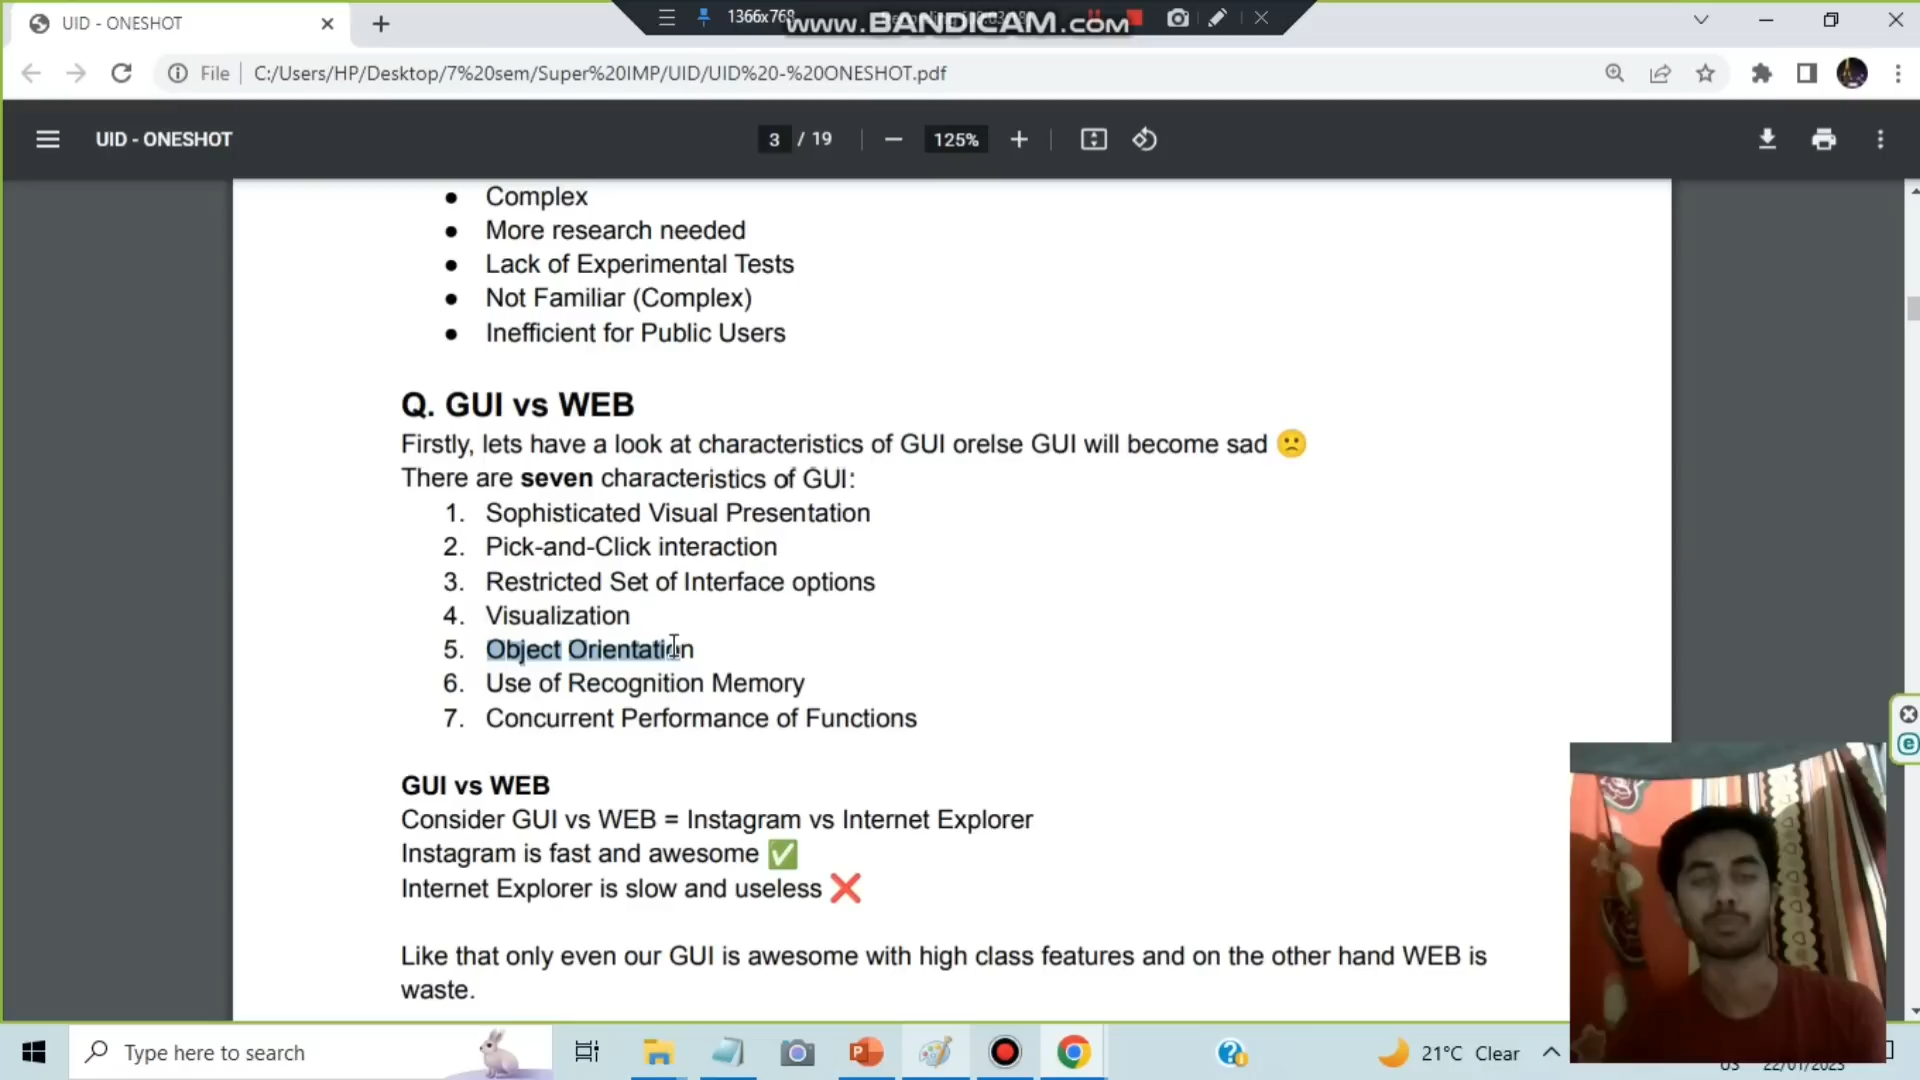 UID - ONESHOT
1366x768
WWW.BANDICAM.COM
File
C:/Users/HP/Desktop/7%20sem/Super%20IMP/UID/UID%20-%20ONESHOT.pdf
UID - ONESHOT
3 / 19
125%
● Complex
● More research needed
● Lack of Experimental Tests
● Not Familiar (Complex)
● Inefficient for Public Users
Q. GUI vs WEB
Firstly, lets have a look at characteristics of GUI orelse GUI will become sad 🙁
There are seven characteristics of GUI:
1. Sophisticated Visual Presentation
2. Pick-and-Click interaction
3. Restricted Set of Interface options
4. Visualization
5. Object Orientation
6. Use of Recognition Memory
7. Concurrent Performance of Functions
GUI vs WEB
Consider GUI vs WEB = Instagram vs Internet Explorer
Instagram is fast and awesome ✅
Internet Explorer is slow and useless ❌
Like that only even our GUI is awesome with high class features and on the other hand WEB is
waste.
Type here to search
21°C Clear
US
22/01/2023